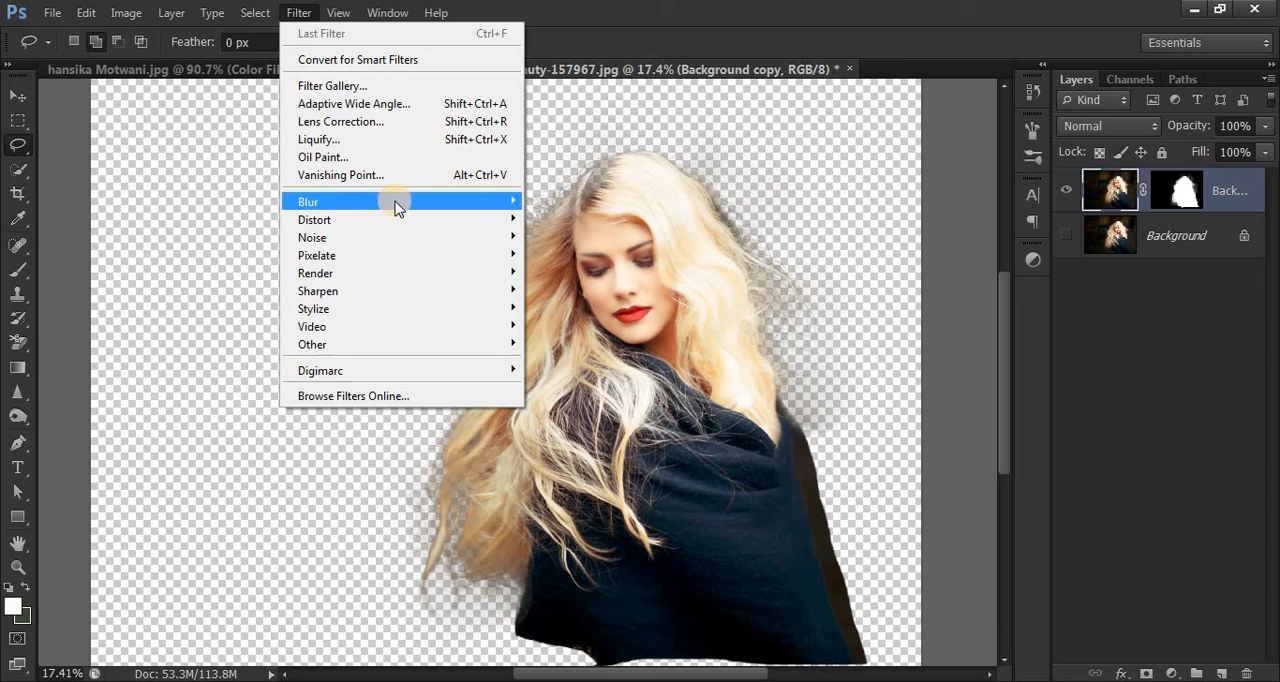 Ps File Edit Image Layer Type Select Filter View Window Help
Feather: 0 px
Essentials
hansika Motwani.jpg @ 90.7% (Color Fi
uty-157967.jpg @ 17.4% (Background copy, RGB/8) * ×
Last Filter Ctrl+F
Convert for Smart Filters
Filter Gallery...
Adaptive Wide Angle... Shift+Ctrl+A
Lens Correction... Shift+Ctrl+R
Liquify... Shift+Ctrl+X
Oil Paint...
Vanishing Point... Alt+Ctrl+V
Blur
Distort
Noise
Pixelate
Render
Sharpen
Stylize
Video
Other
Digimarc
Browse Filters Online...
Layers Channels Paths
Kind
Normal Opacity: 100%
Lock: Fill: 100%
Back...
Background
17.41% Doc: 53.3M/113.8M